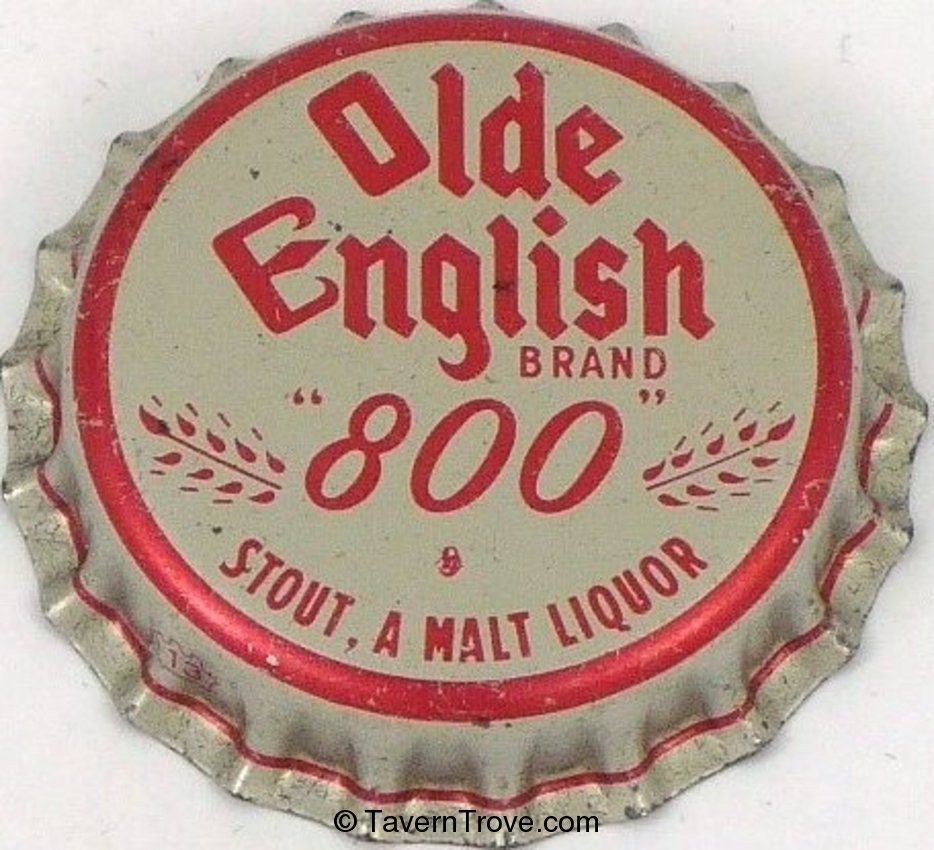 Olde
English
BRAND
“800”
STOUT, A MALT LIQUOR
© TavernTrove.com